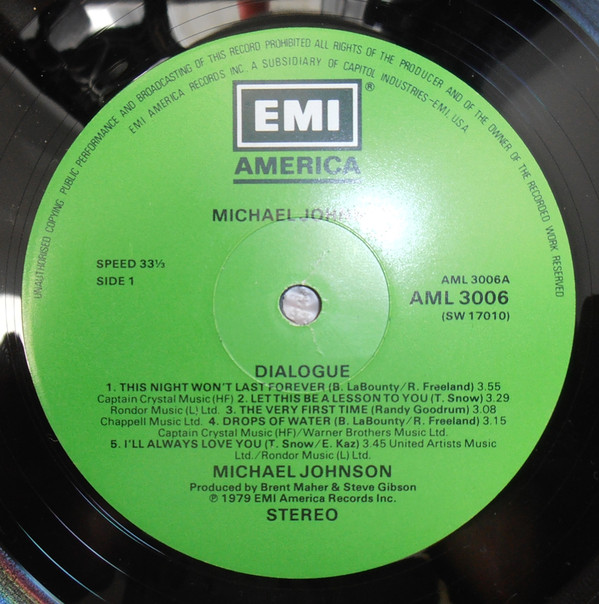 UNAUTHORISED COPYING PUBLIC PERFORMANCE AND BROADCASTING OF THIS RECORD PROHIBITED ALL RIGHTS OF THE PRODUCER AND OF THE OWNER OF THE RECORDED WORK RESERVED
EMI AMERICA RECORDS INC. A SUBSIDIARY OF CAPITOL INDUSTRIES-EMI, USA
EMI®
AMERICA
MICHAEL
SPEED 33⅓
SIDE 1
AML 3006A
AML 3006
(SW 17010)
DIALOGUE
1. THIS NIGHT WON'T LAST FOREVER (B. LaBounty/R. Freeland) 3.55
Captain Crystal Music (HF) 2. LET THIS BE A LESSON TO YOU (T. Snow) 3.29
Rondor Music (L) Ltd. 3. THE VERY FIRST TIME (Randy Goodrum) 3.08
Chappell Music Ltd. 4. DROPS OF WATER (B. LaBounty/R. Freeland) 3.15
Captain Crystal Music (HF)/Warner Brothers Music Ltd.
5. I'LL ALWAYS LOVE YOU (T. Snow/E. Kaz) 3.45 United Artists Music
Ltd./Rondor Music (L) Ltd.
MICHAEL JOHNSON
Produced by Brent Maher & Steve Gibson
℗ 1979 EMI America Records Inc.
STEREO